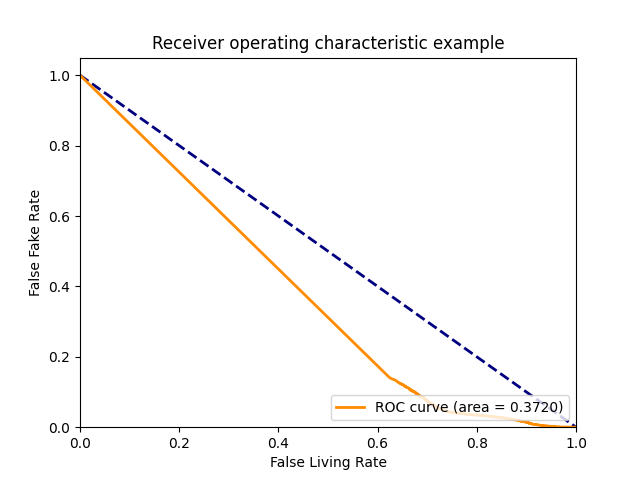 Receiver operating characteristic example
1.0
0.8
0.6
0.4
0.2
0.0
False Fake Rate
ROC curve (area = 0.3720)
0.0 0.2 0.4 0.6 0.8 1.0
False Living Rate